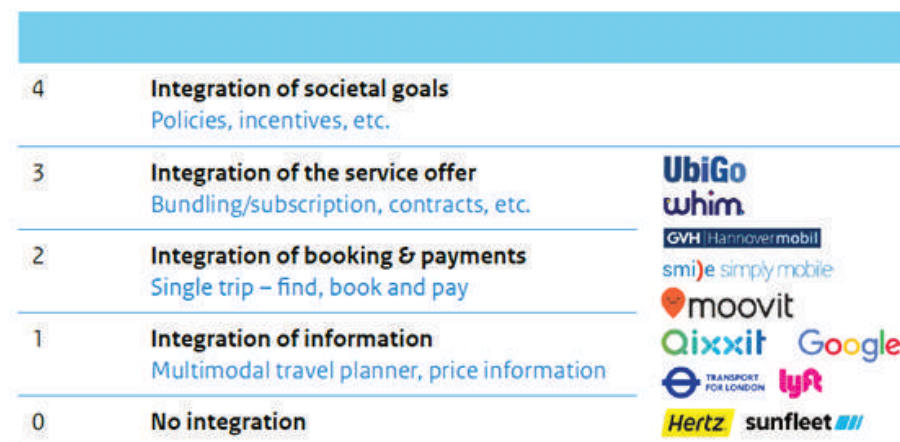 4 Integration of societal goals
Policies, incentives, etc.
3 Integration of the service offer
Bundling/subscription, contracts, etc.
UbiGo
whim
GVH Hannovermobil
2 Integration of booking & payments
Single trip – find, book and pay
smile simply mobile
moovit
1 Integration of information
Multimodal travel planner, price information
Qixxit Google
TRANSPORT
FOR LONDON lyft
0 No integration
Hertz sunfleet